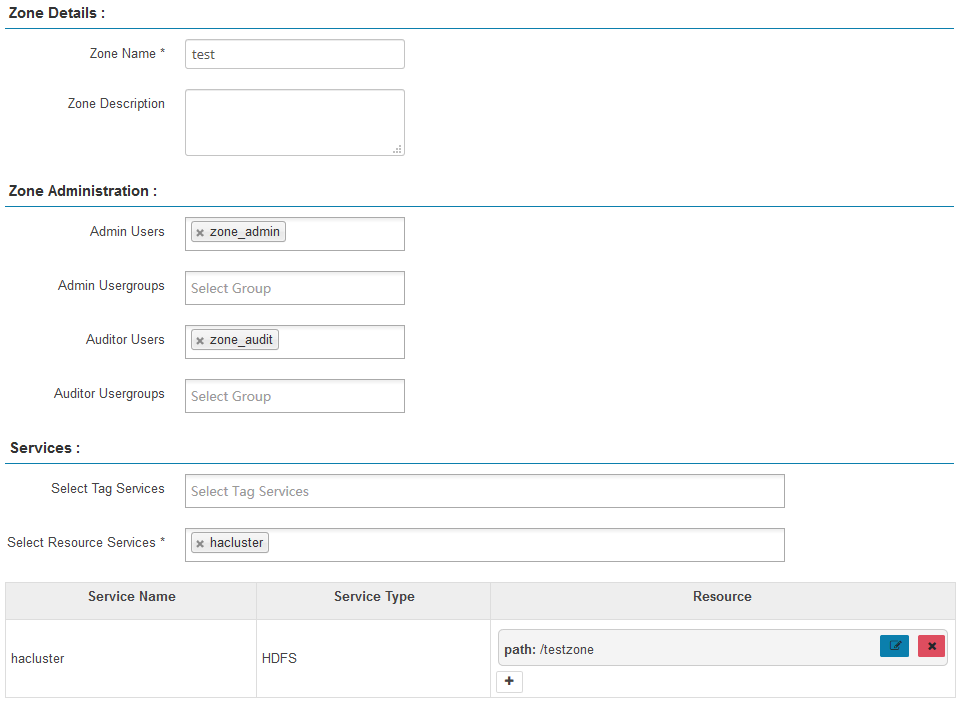 Zone Details :
Zone Name * test
Zone Description
Zone Administration :
Admin Users × zone_admin
Admin Usergroups Select Group
Auditor Users × zone_audit
Auditor Usergroups Select Group
Services :
Select Tag Services Select Tag Services
Select Resource Services * × hacluster
Service Name Service Type Resource
hacluster HDFS path: /testzone
+